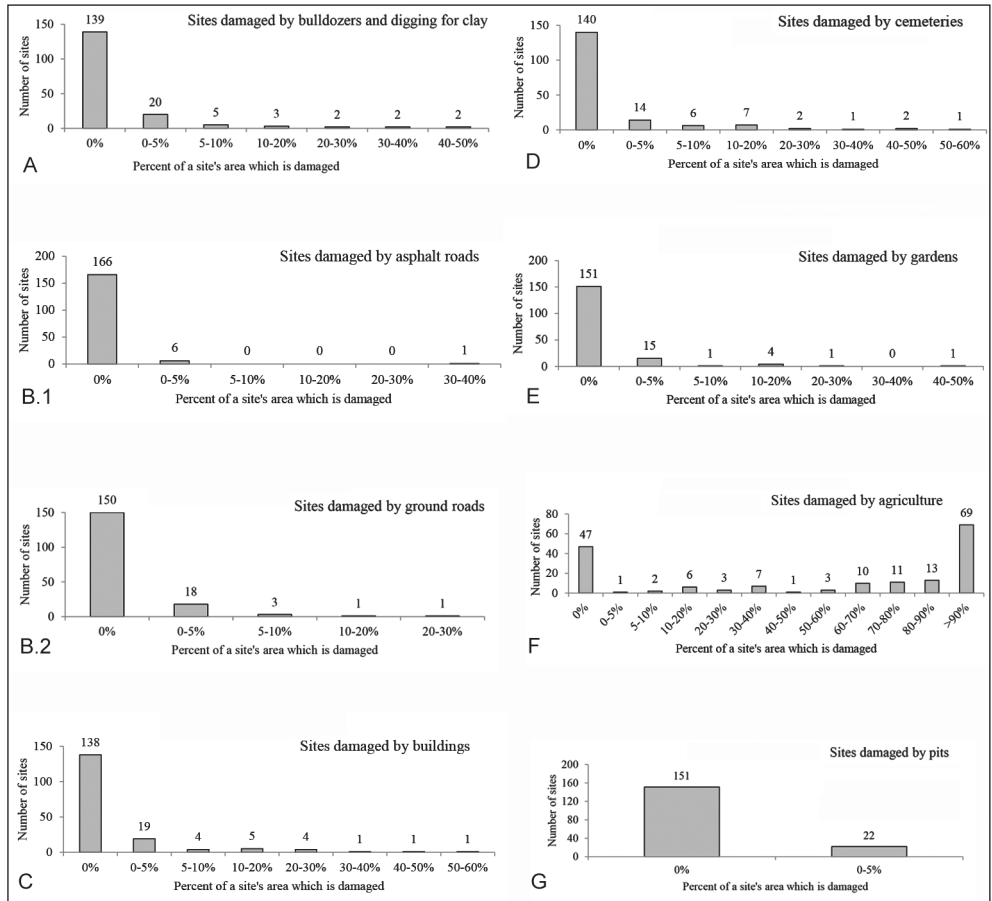 Sites damaged by bulldozers and digging for clay
Number of sites
150
100
50
0
139 20 5 3 2 2 2
0% 0-5% 5-10% 10-20% 20-30% 30-40% 40-50%
Percent of a site's area which is damaged
A
Sites damaged by asphalt roads
Number of sites
200
150
100
50
0
166 6 0 0 0 1
0% 0-5% 5-10% 10-20% 20-30% 30-40%
Percent of a site's area which is damaged
B.1
Sites damaged by ground roads
Number of sites
150
100
50
0
150 18 3 1 1
0% 0-5% 5-10% 10-20% 20-30%
Percent of a site's area which is damaged
B.2
Sites damaged by buildings
Number of sites
150
100
50
0
138 19 4 5 4 1 1 1
0% 0-5% 5-10% 10-20% 20-30% 30-40% 40-50% 50-60%
Percent of a site's area which is damaged
C
Sites damaged by cemeteries
Number of sites
150
100
50
0
140 14 6 7 2 1 2 1
0% 0-5% 5-10% 10-20% 20-30% 30-40% 40-50% 50-60%
Percent of a site's area which is damaged
D
Sites damaged by gardens
Number of sites
200
150
100
50
0
151 15 1 4 1 0 1
0% 0-5% 5-10% 10-20% 20-30% 30-40% 40-50%
Percent of a site's area which is damaged
E
Sites damaged by agriculture
Number of sites
80
60
40
20
0
47 1 2 6 3 7 1 3 10 11 13 69
0% 0-5% 5-10% 10-20% 20-30% 30-40% 40-50% 50-60% 60-70% 70-80% 80-90% >90%
Percent of a site's area which is damaged
F
Sites damaged by pits
Number of sites
200
160
120
80
40
0
151 22
0% 0-5%
Percent of a site's area which is damaged
G